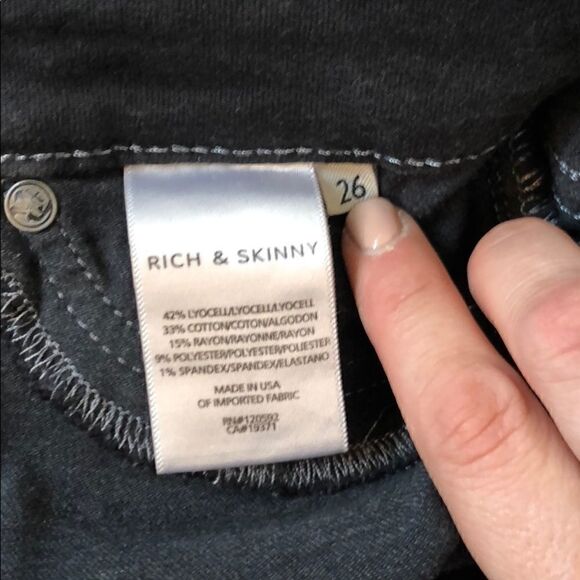 26
RICH & SKINNY
42% LYOCELL/LYOCELL/LYOCELL
33% COTTON/COTON/ALGODON
15% RAYON/RAYONNE/RAYON
9% POLYESTER/POLYESTER/POLIESTER
1% SPANDEX/SPANDEX/ELASTANO
MADE IN USA
OF IMPORTED FABRIC
RN#120592
CA#19371